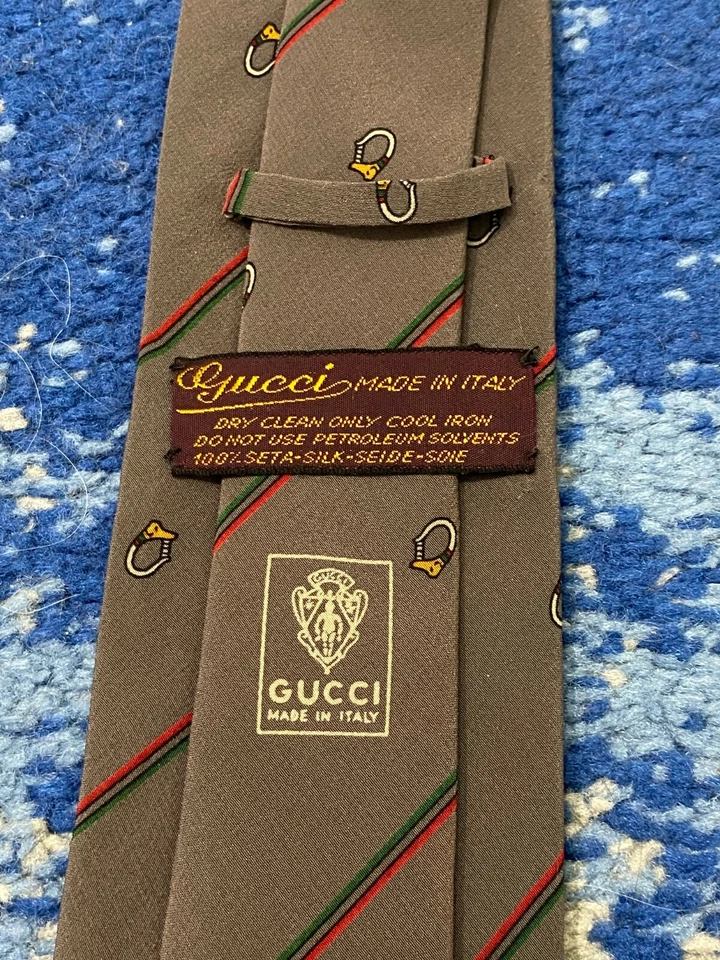 Gucci MADE IN ITALY
DRY CLEAN ONLY COOL IRON
DO NOT USE PETROLEUM SOLVENTS
100% SETA-SILK-SEIDE-SOIE
GUCCI
GUCCI
MADE IN ITALY